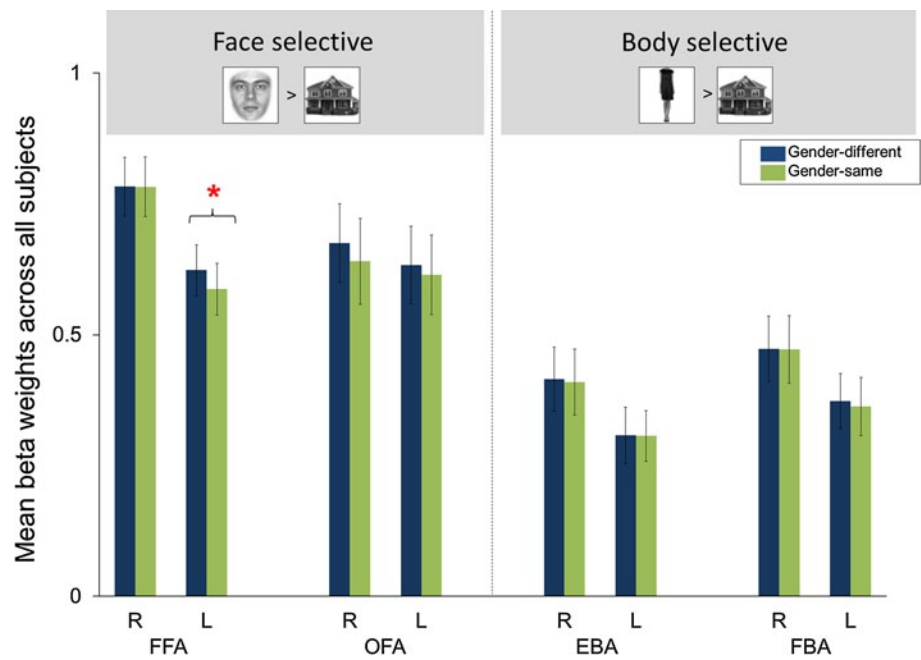 Face selective
Body selective
>
>
1
Gender-different
Gender-same
*
0.5
Mean beta weights across all subjects
0
R L R L R L R L
FFA OFA EBA FBA